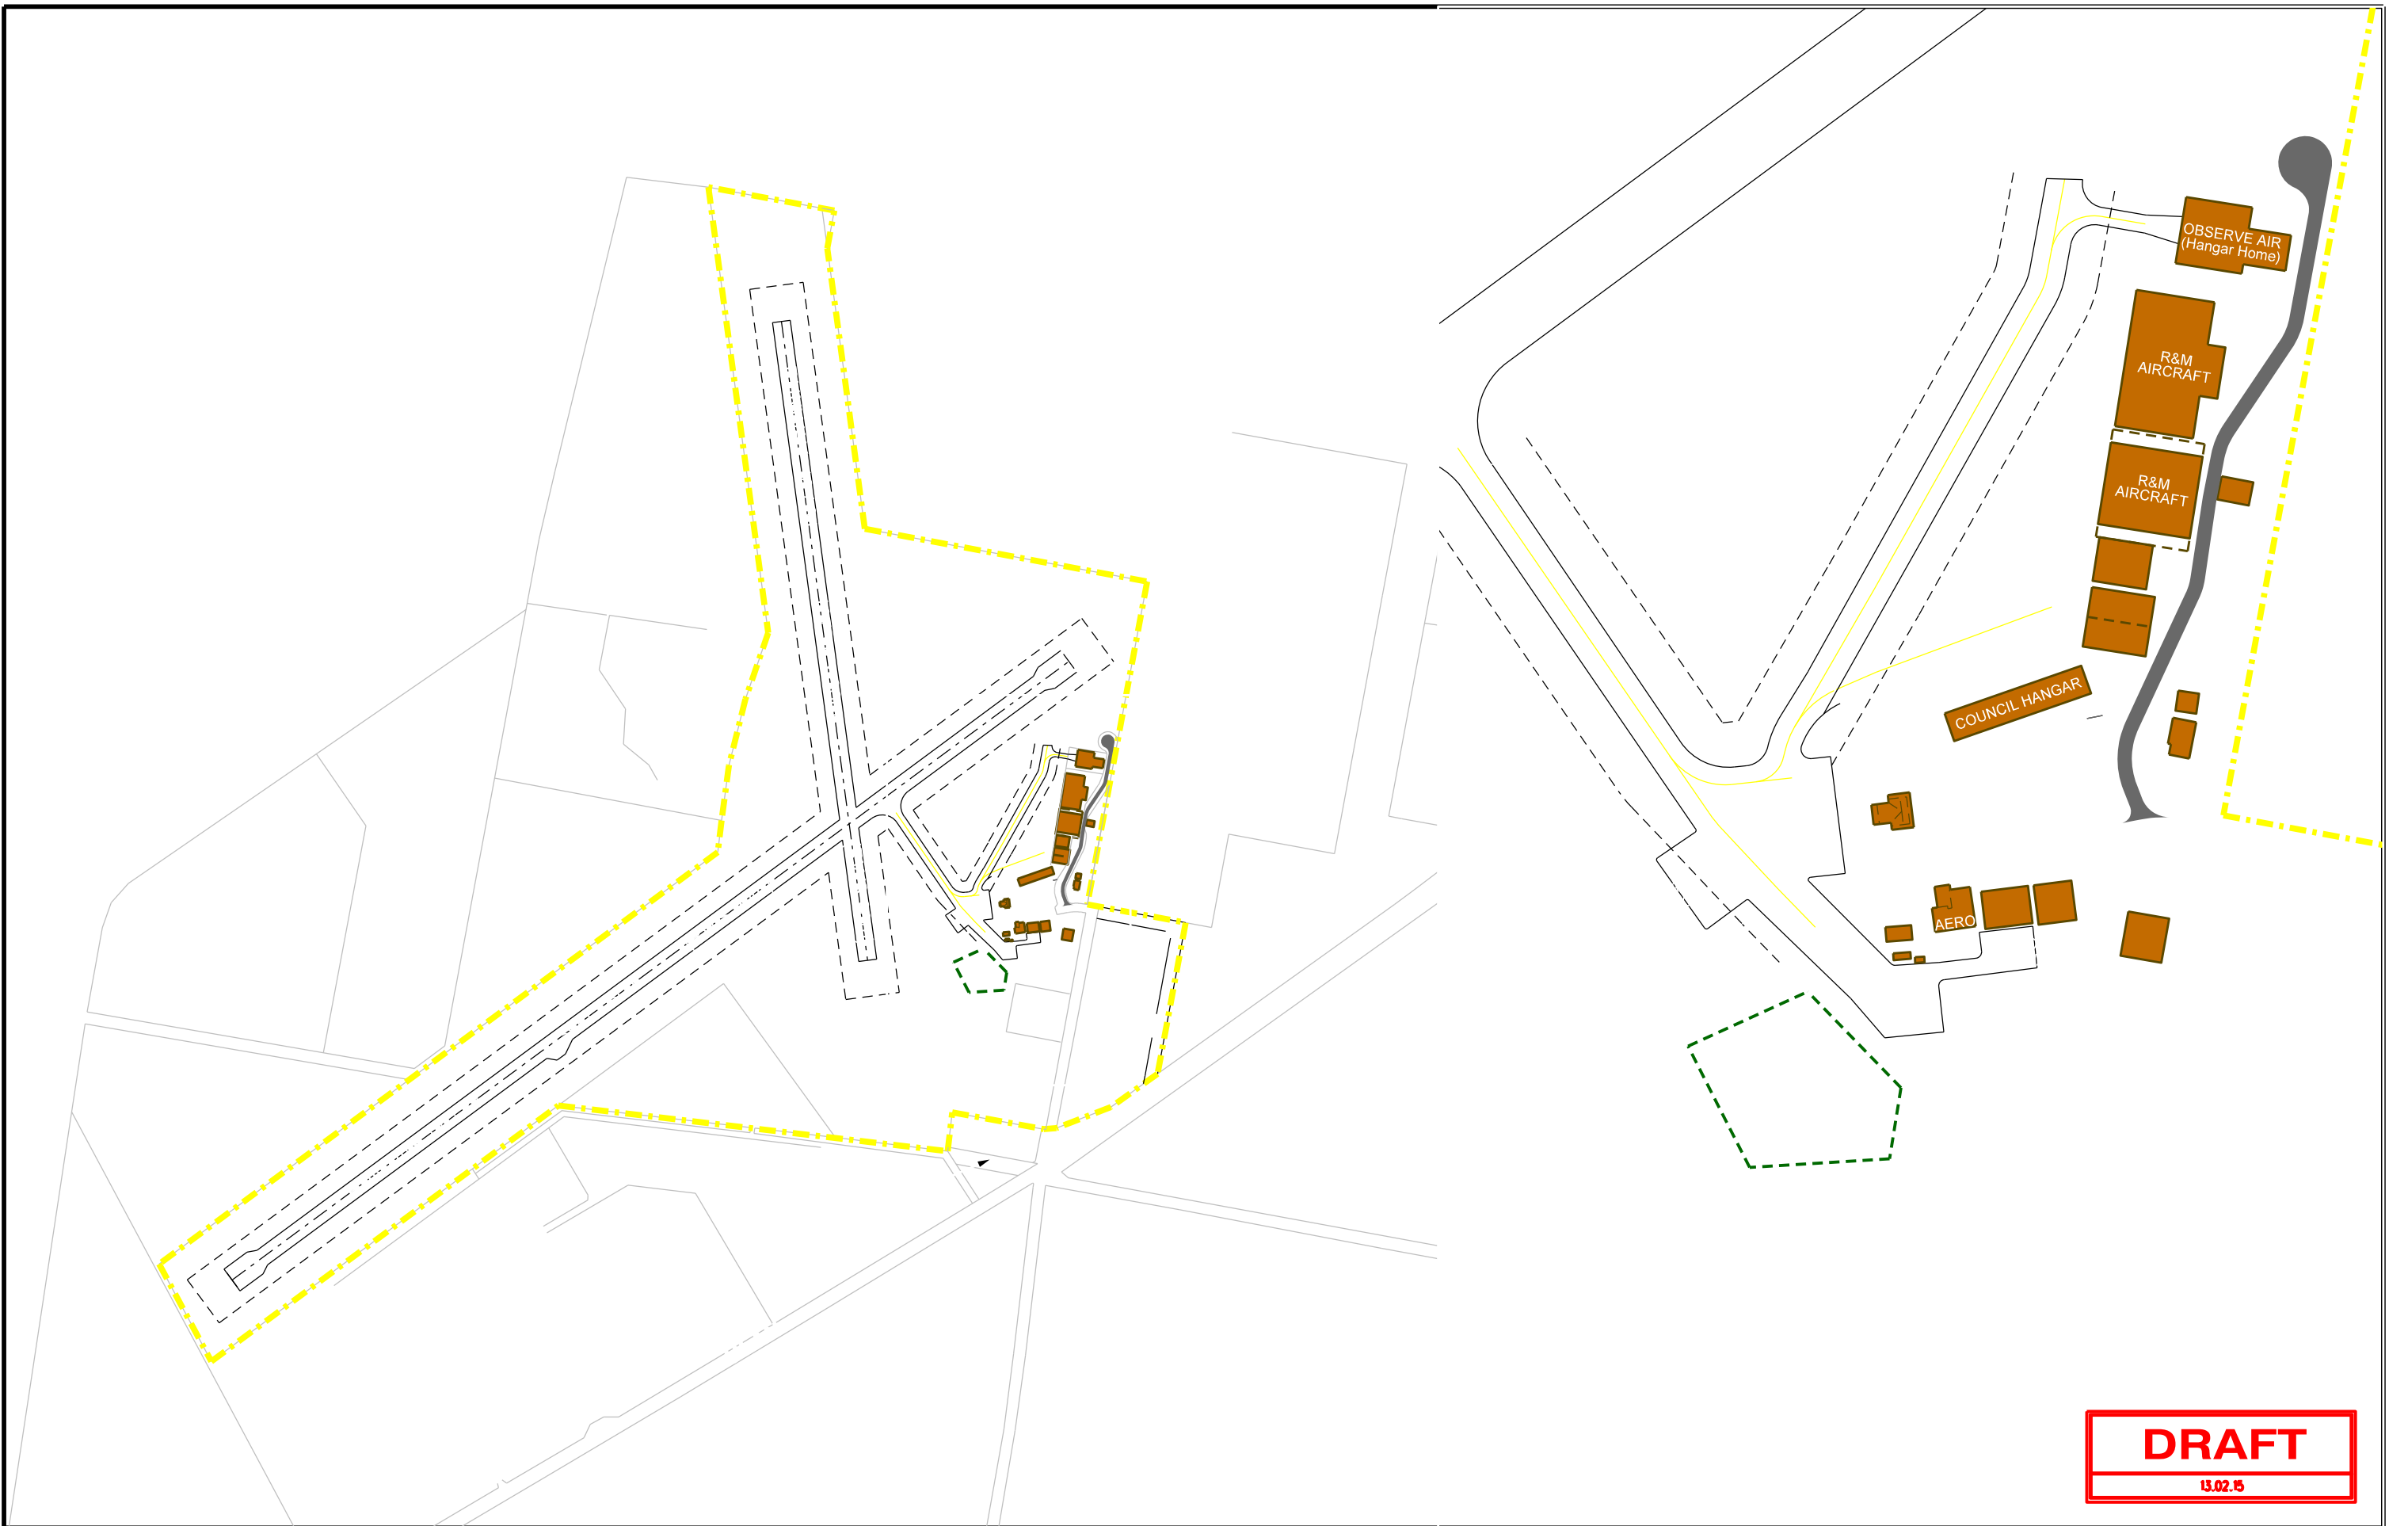 OBSERVE AIR
(Hangar Home)
R&M
AIRCRAFT
R&M
AIRCRAFT
COUNCIL HANGAR
AERO
DRAFT
13.02.15